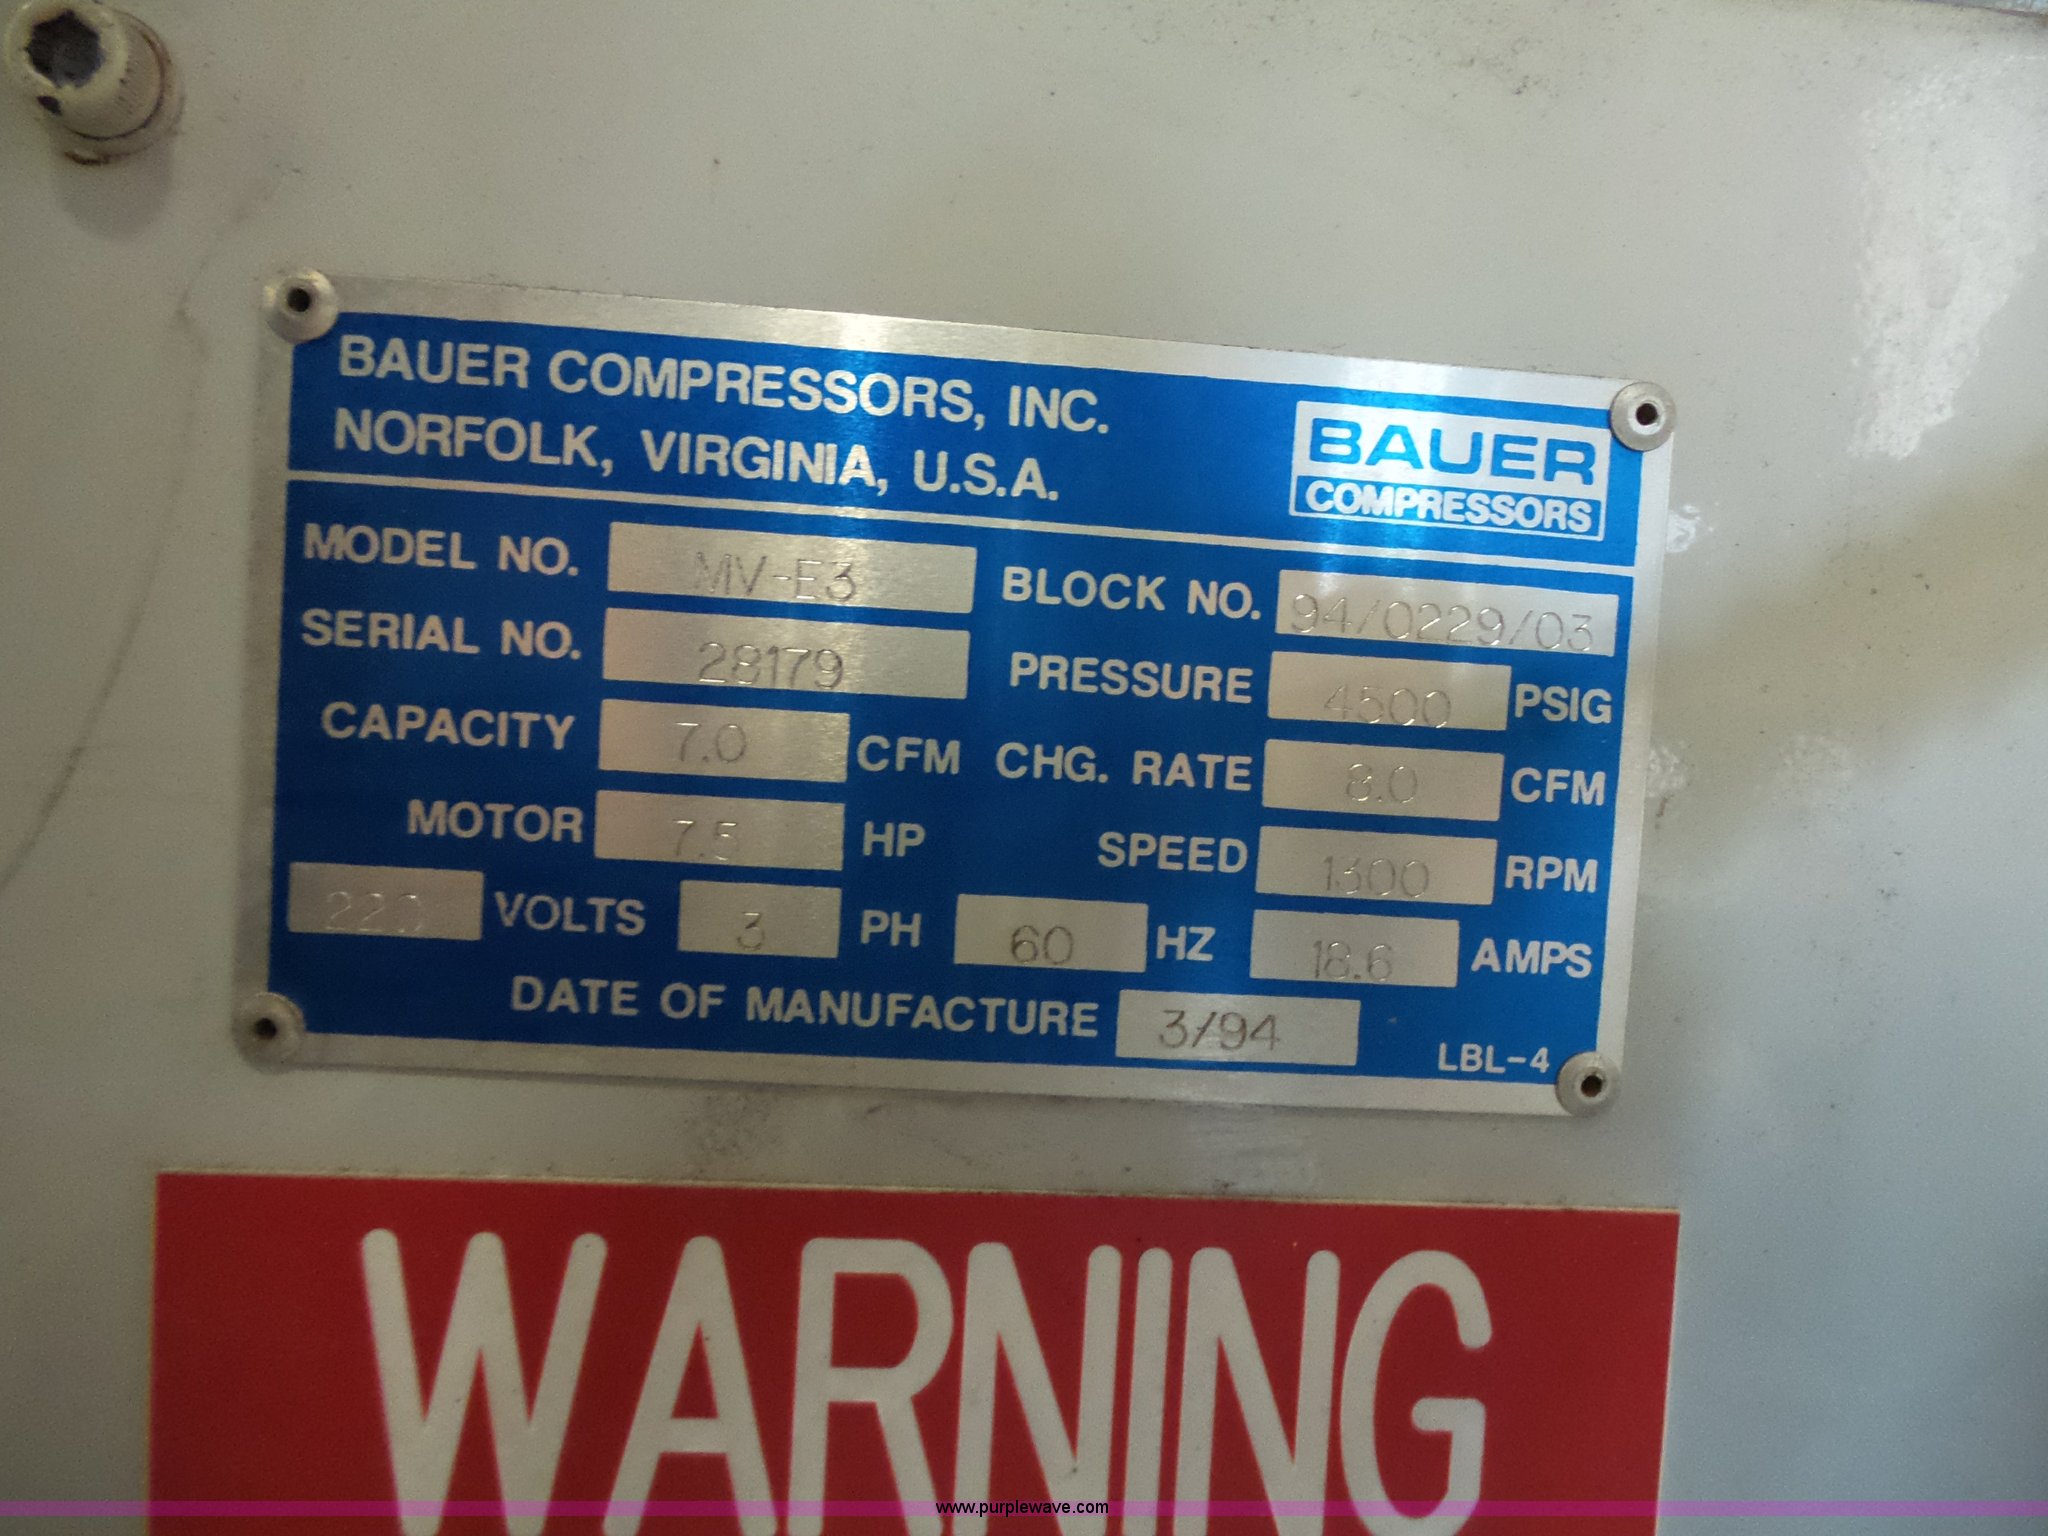 BAUER COMPRESSORS, INC.
NORFOLK, VIRGINIA, U.S.A.
BAUER
COMPRESSORS
MODEL NO. MV-E3 BLOCK NO. 94/0229/03
SERIAL NO. 28179 PRESSURE 4500 PSIG
CAPACITY 7.0 CFM CHG. RATE 8.0 CFM
MOTOR 7.5 HP SPEED 1300 RPM
220 VOLTS 3 PH 60 HZ 18.6 AMPS
DATE OF MANUFACTURE 3/94
LBL-4
WARNING
www.purplewave.com